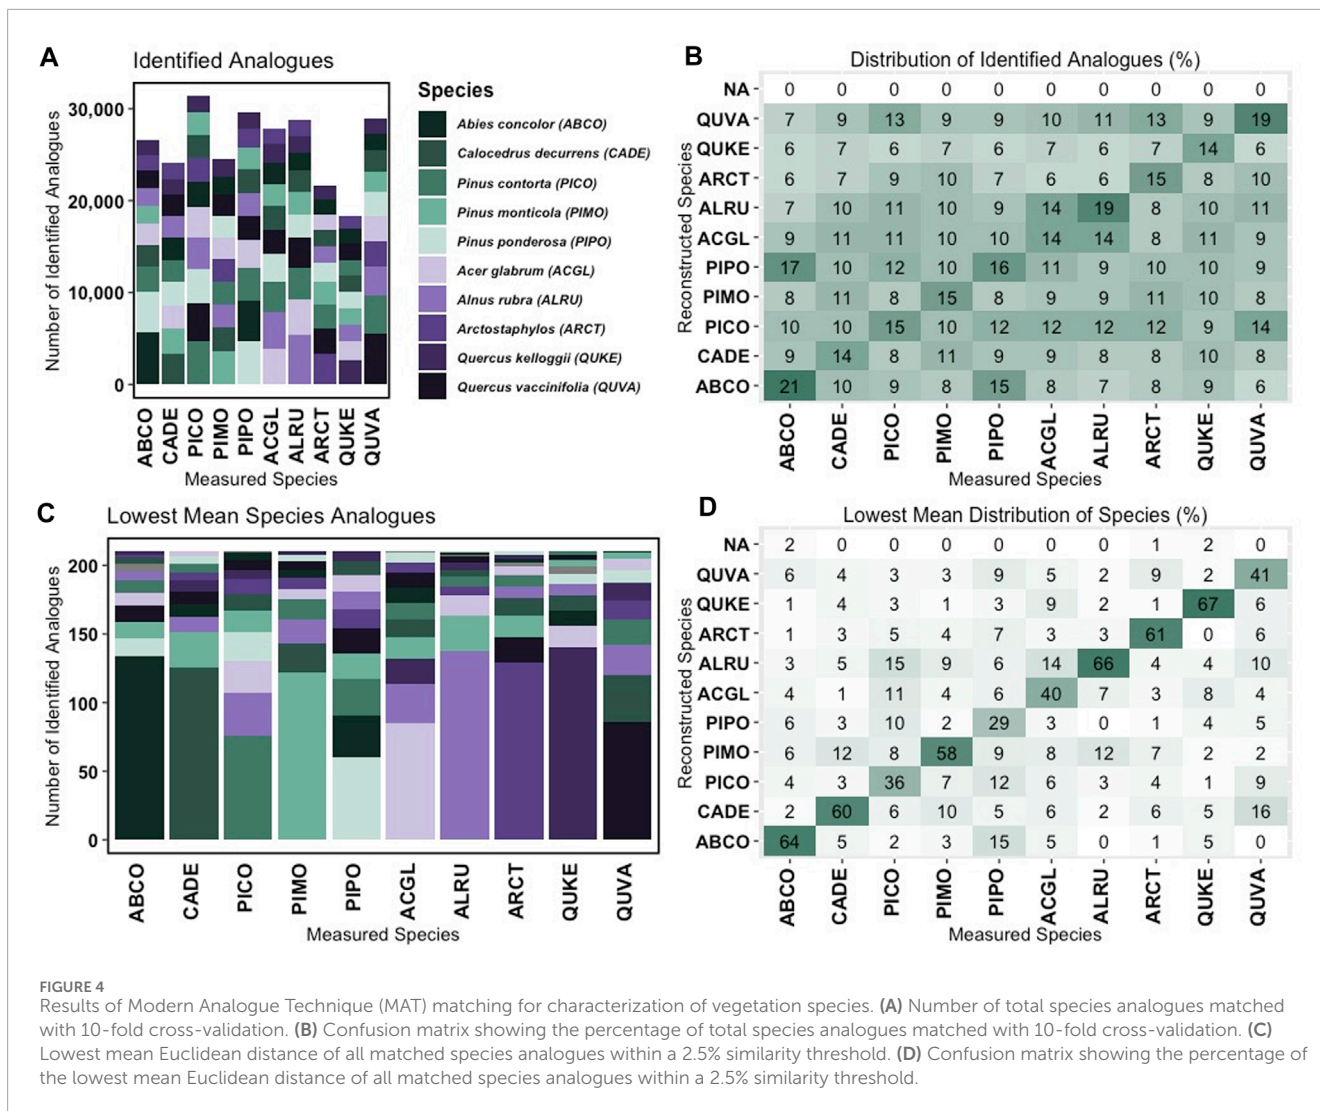 A
Identified Analogues
Number of Identified Analogues
30,000
20,000
10,000
0
ABCO
CADE
PICO
PIMO
PIPO
ACGL
ALRU
ARCT
QUKE
QUVA
Measured Species
Species
Abies concolor (ABCO)
Calocedrus decurrens (CADE)
Pinus contorta (PICO)
Pinus monticola (PIMO)
Pinus ponderosa (PIPO)
Acer glabrum (ACGL)
Alnus rubra (ALRU)
Arctostaphylos (ARCT)
Quercus kelloggii (QUKE)
Quercus vaccinifolia (QUVA)
B
Distribution of Identified Analogues (%)
Reconstructed Species
NA 0 0 0 0 0 0 0 0 0 0
QUVA 7 9 13 9 9 10 11 13 9 19
QUKE 6 7 6 7 6 7 6 7 14 6
ARCT 6 7 9 10 7 6 6 15 8 10
ALRU 7 10 11 10 9 14 19 8 10 11
ACGL 9 11 11 10 10 14 14 8 11 9
PIPO 17 10 12 10 16 11 9 10 10 9
PIMO 8 11 8 15 8 9 9 11 10 8
PICO 10 10 15 10 12 12 12 12 9 14
CADE 9 14 8 11 9 9 8 8 10 8
ABCO 21 10 9 8 15 8 7 8 9 6
ABCO
CADE
PICO
PIMO
PIPO
ACGL
ALRU
ARCT
QUKE
QUVA
Measured Species
C
Lowest Mean Species Analogues
Number of Identified Analogues
200
150
100
50
0
ABCO
CADE
PICO
PIMO
PIPO
ACGL
ALRU
ARCT
QUKE
QUVA
Measured Species
D
Lowest Mean Distribution of Species (%)
Reconstructed Species
NA 2 0 0 0 0 0 0 1 2 0
QUVA 6 4 3 3 9 5 2 9 2 41
QUKE 1 4 3 1 3 9 2 1 67 6
ARCT 1 3 5 4 7 3 3 61 0 6
ALRU 3 5 15 9 6 14 66 4 4 10
ACGL 4 1 11 4 6 40 7 3 8 4
PIPO 6 3 10 2 29 3 0 1 4 5
PIMO 6 12 8 58 9 8 12 7 2 2
PICO 4 3 36 7 12 6 3 4 1 9
CADE 2 60 6 10 5 6 2 6 5 16
ABCO 64 5 2 3 15 5 0 1 5 0
ABCO
CADE
PICO
PIMO
PIPO
ACGL
ALRU
ARCT
QUKE
QUVA
Measured Species
FIGURE 4
Results of Modern Analogue Technique (MAT) matching for characterization of vegetation species. (A) Number of total species analogues matched
with 10-fold cross-validation. (B) Confusion matrix showing the percentage of total species analogues matched with 10-fold cross-validation. (C)
Lowest mean Euclidean distance of all matched species analogues within a 2.5% similarity threshold. (D) Confusion matrix showing the percentage of
the lowest mean Euclidean distance of all matched species analogues within a 2.5% similarity threshold.